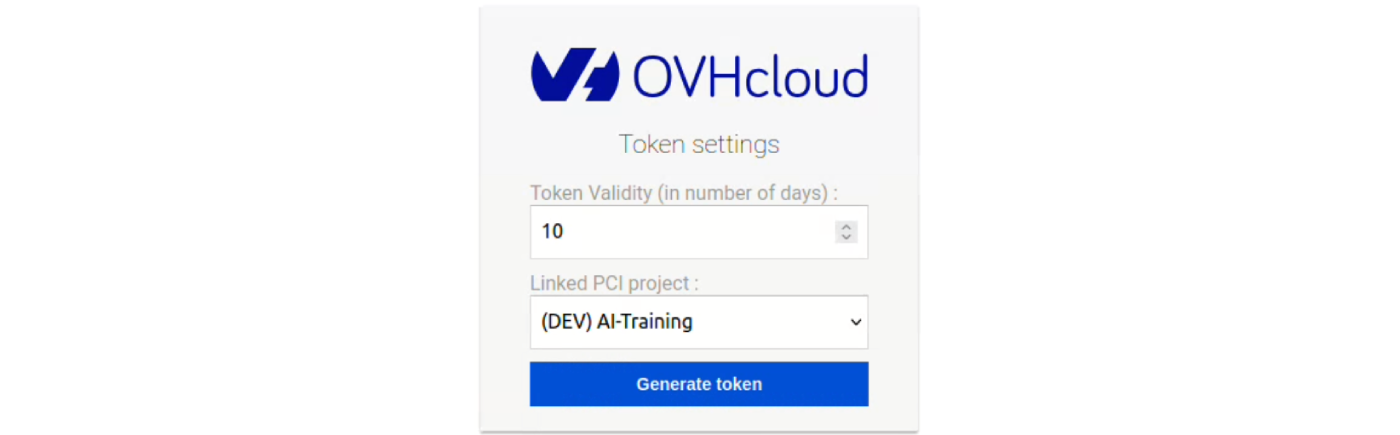 OVHcloud
Token settings
Token Validity (in number of days) :
10
Linked PCI project :
(DEV) AI-Training
Generate token